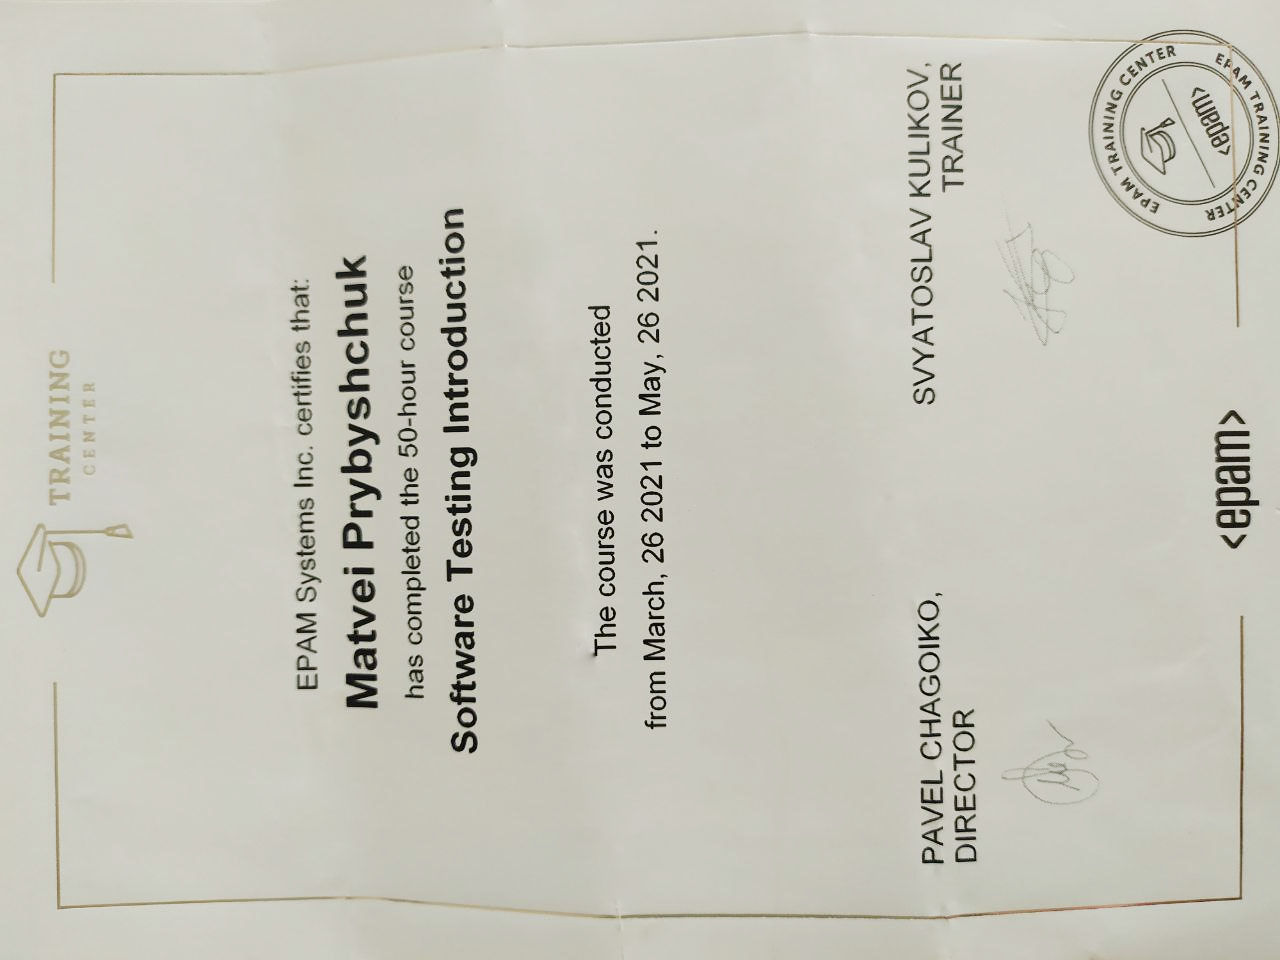 TRAINING
CENTER
EPAM Systems Inc. certifies that:
Matvei Prybyshchuk
has completed the 50-hour course
Software Testing Introduction
The course was conducted
from March, 26 2021 to May, 26 2021.
PAVEL CHAGOIKO,
DIRECTOR
SVYATOSLAV KULIKOV,
TRAINER
<epam>
EPAM TRAINING CENTER
EPAM TRAINING CENTER
<epam>